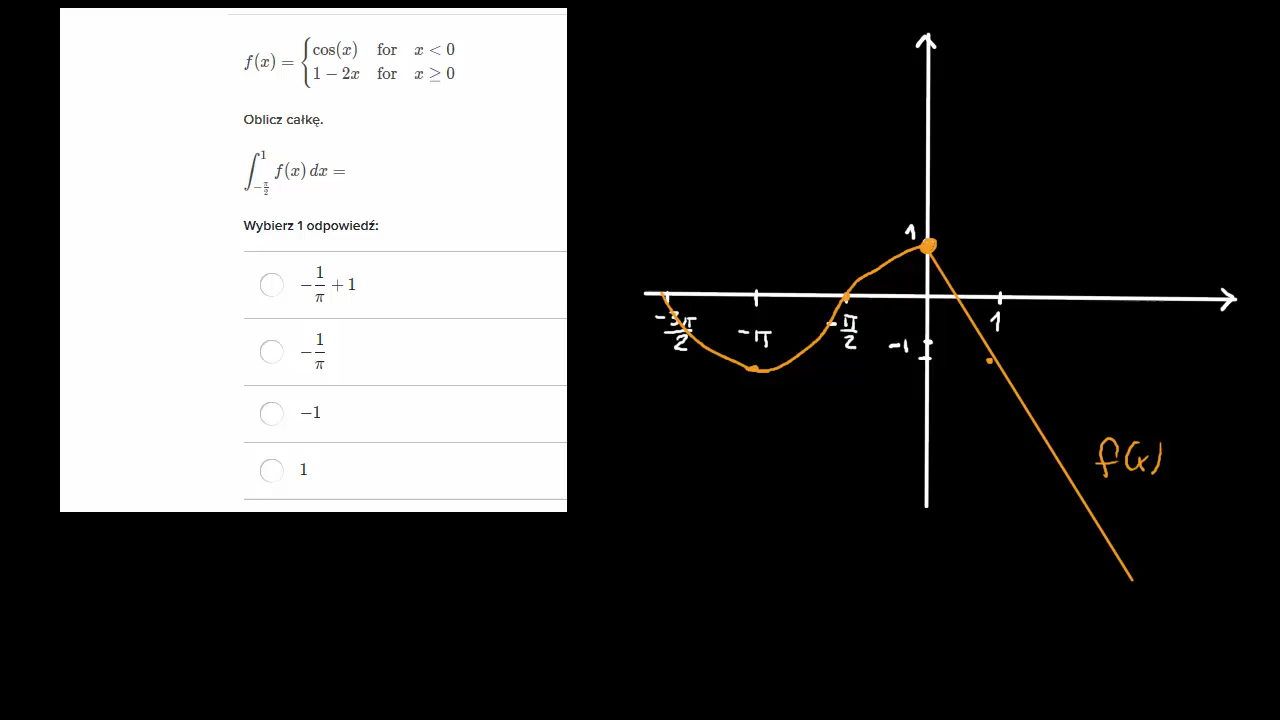 f(x) = { cos(x) for x < 0
1 − 2x for x ≥ 0
Oblicz całkę.
∫_{-π/2}^{1} f(x) dx =
Wybierz 1 odpowiedź:
−1/π + 1
−1/π
−1
1
1
-3π/2
-π
-π/2
1
-1
f(x)